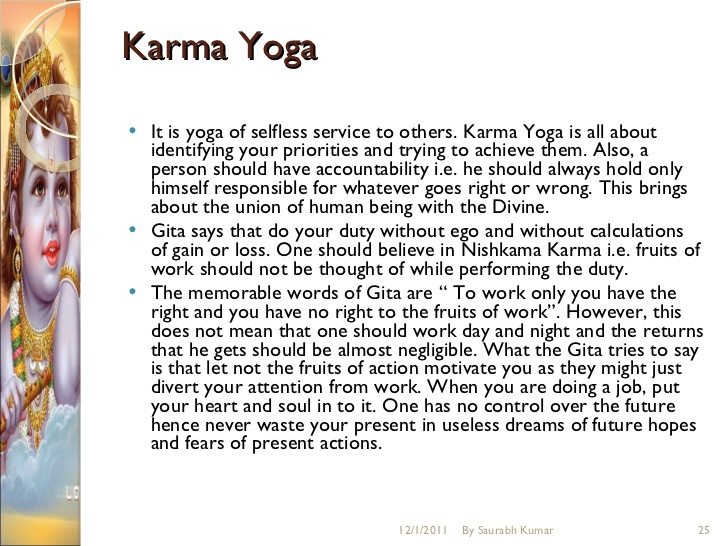 Karma Yoga
• It is yoga of selfless service to others. Karma Yoga is all about
identifying your priorities and trying to achieve them. Also, a
person should have accountability i.e. he should always hold only
himself responsible for whatever goes right or wrong. This brings
about the union of human being with the Divine.
• Gita says that do your duty without ego and without calculations
of gain or loss. One should believe in Nishkama Karma i.e. fruits of
work should not be thought of while performing the duty.
• The memorable words of Gita are “ To work only you have the
right and you have no right to the fruits of work”. However, this
does not mean that one should work day and night and the returns
that he gets should be almost negligible. What the Gita tries to say
is that let not the fruits of action motivate you as they might just
divert your attention from work. When you are doing a job, put
your heart and soul in to it. One has no control over the future
hence never waste your present in useless dreams of future hopes
and fears of present actions.
12/1/2011 By Saurabh Kumar 25